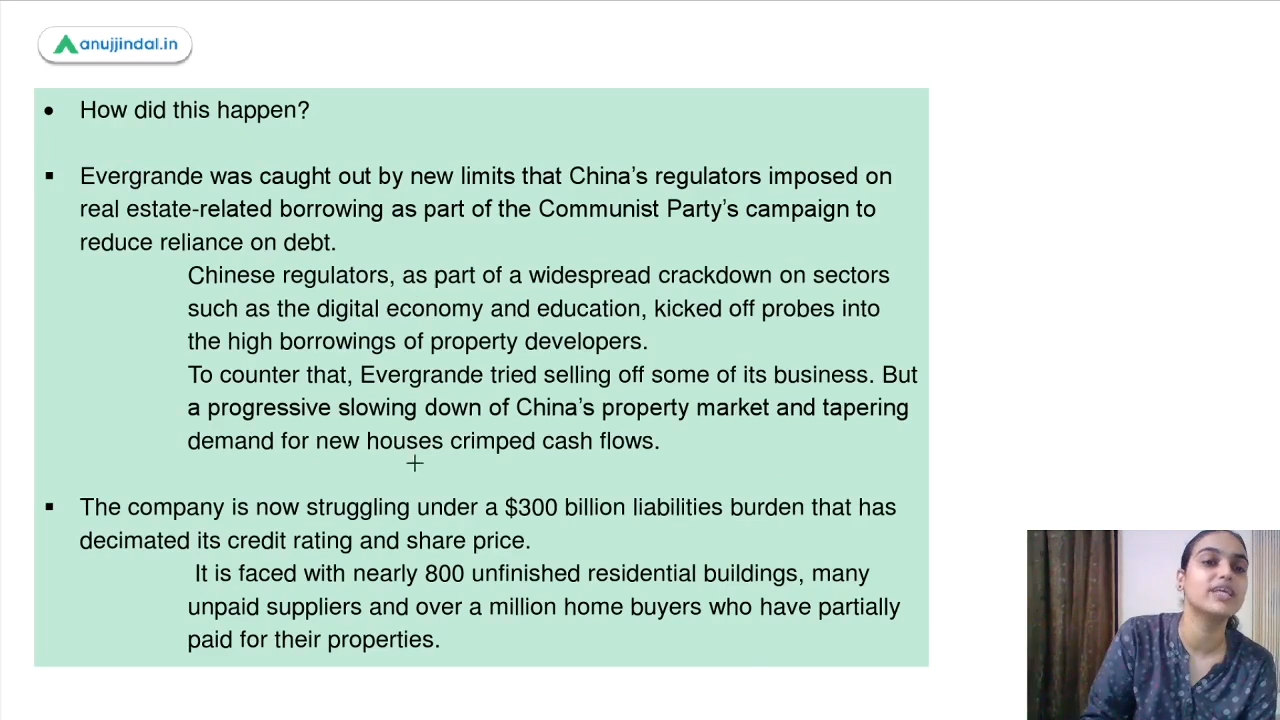 anujjindal.in
• How did this happen?
▪ Evergrande was caught out by new limits that China’s regulators imposed on
real estate-related borrowing as part of the Communist Party’s campaign to
reduce reliance on debt.
Chinese regulators, as part of a widespread crackdown on sectors
such as the digital economy and education, kicked off probes into
the high borrowings of property developers.
To counter that, Evergrande tried selling off some of its business. But
a progressive slowing down of China’s property market and tapering
demand for new houses crimped cash flows.
▪ The company is now struggling under a $300 billion liabilities burden that has
decimated its credit rating and share price.
It is faced with nearly 800 unfinished residential buildings, many
unpaid suppliers and over a million home buyers who have partially
paid for their properties.